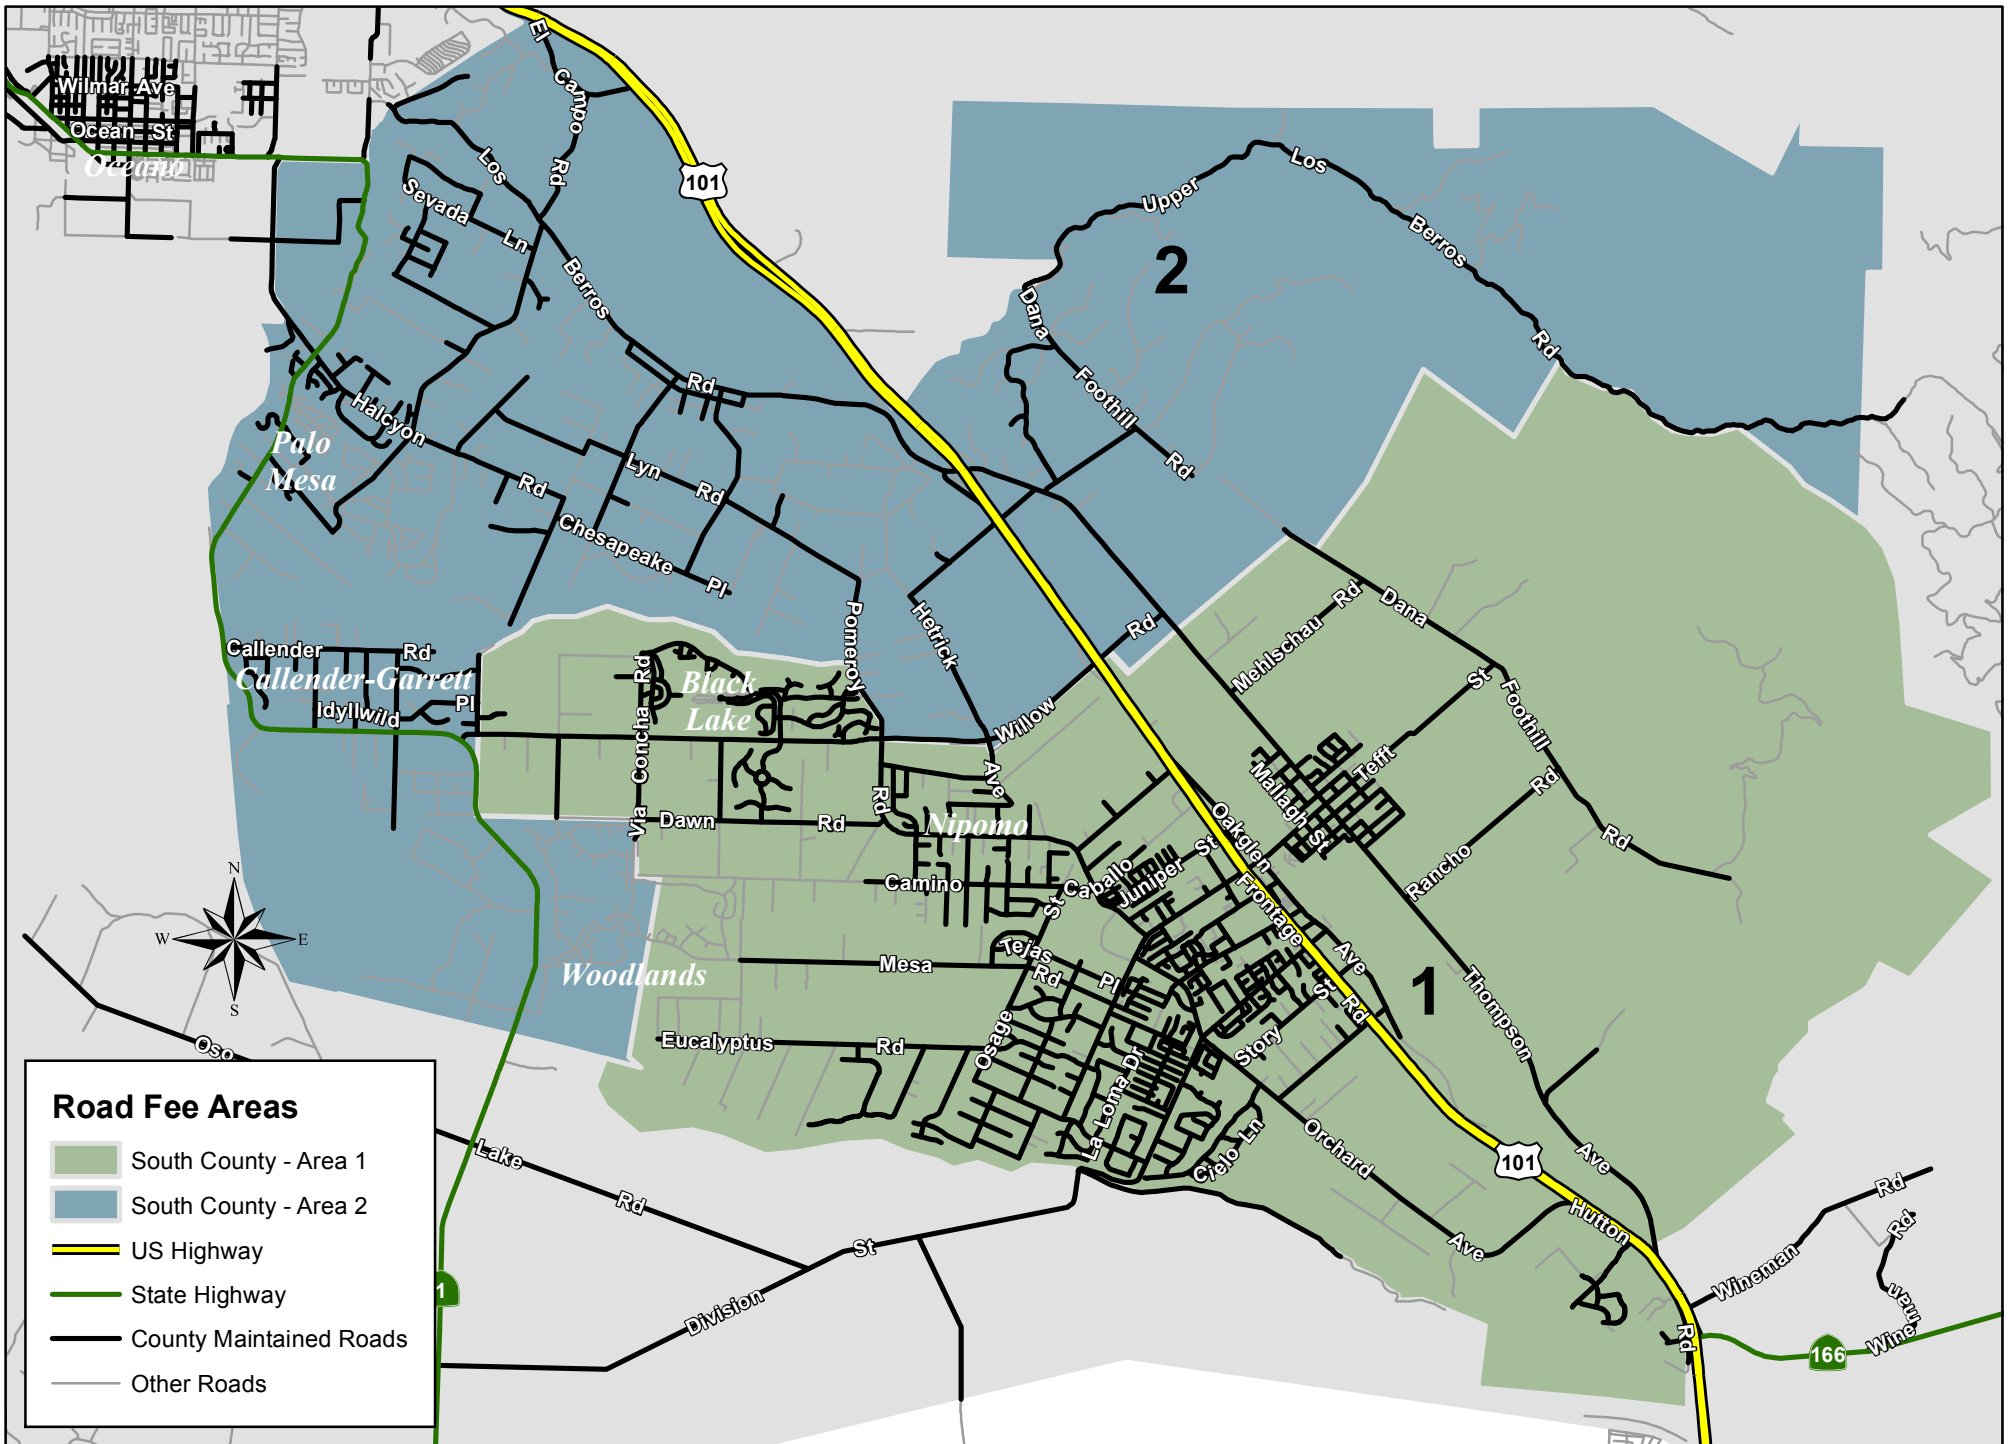 El
Campo
Rd
Wilmar Ave
Ocean St
Oceano
101
Los
Berros
Rd
Sevada
Ln
Upper
Los
Berros
Rd
2
Dana
Foothill
Rd
Palo
Mesa
Halcyon
Rd
Lyn
Rd
Chesapeake
Pl
Pomeroy
Rd
Hetrick
Ave
Willow
Rd
Mehlschau
Rd
Dana
Foothill
Rd
Tefft
St
Mallagh St
Rancho
Rd
Callender
Rd
Callender-Garrett
Idyllwild
Pl
Black
Lake
Via
Concha
Rd
Dawn
Rd
Nipomo
Camino
Caballo
Juniper
St
Oakglen
Ave
Frontage
Rd
Tejas
Pl
Mesa
Rd
Woodlands
Eucalyptus
Rd
Osage
St
La Loma Dr
Story
St
1
Thompson
Ave
Cielo
Ln
Orchard
Ave
101
Hutton
Rd
Wineman
Rd
Wine
man
Rd
166
N
W
E
S
Oso
Lake
Rd
Division
St
1
Road Fee Areas
South County - Area 1
South County - Area 2
US Highway
State Highway
County Maintained Roads
Other Roads